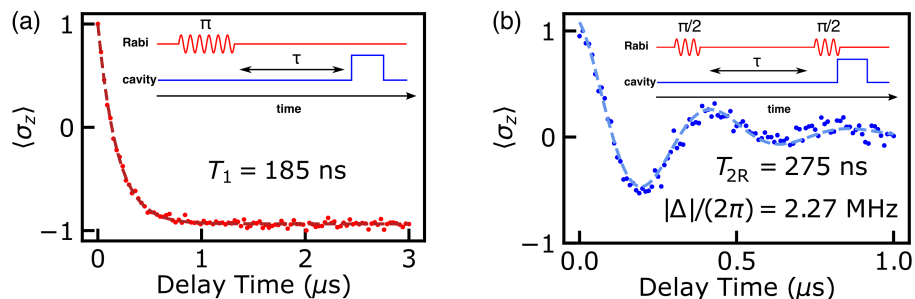 (a)
1
0
−1
⟨σz⟩
Rabi
π
τ
cavity
time
T1 = 185 ns
0 1 2 3
Delay Time (μs)
(b)
1
0
−1
⟨σz⟩
π/2 π/2
Rabi
τ
cavity
time
T2R = 275 ns
|Δ|/(2π) = 2.27 MHz
0.0 0.5 1.0
Delay Time (μs)